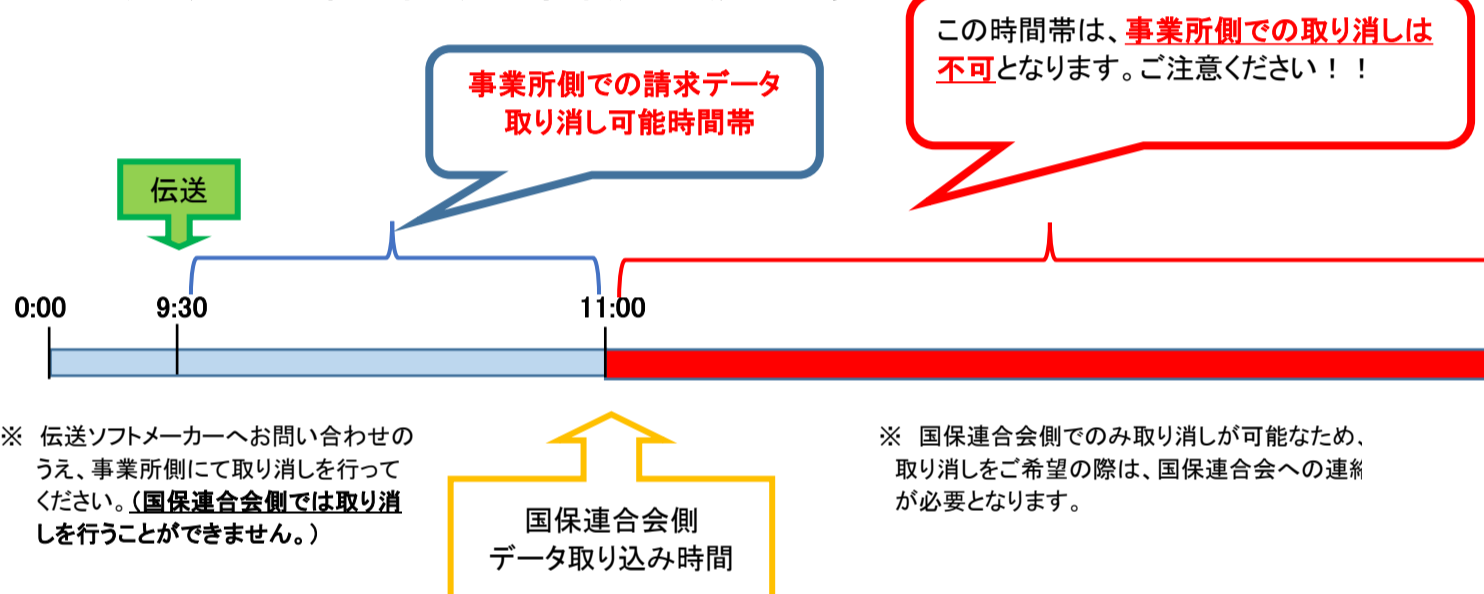 この時間帯は、事業所側での取り消しは
不可となります。ご注意ください！！
事業所側での請求データ
取り消し可能時間帯
伝送
0:00
9:30
11:00
※ 伝送ソフトメーカーへお問い合わせの
うえ、事業所側にて取り消しを行って
ください。(国保連合会側では取り消
しを行うことができません。)
国保連合会側
データ取り込み時間
※ 国保連合会側でのみ取り消しが可能なため、
取り消しをご希望の際は、国保連合会への連絡
が必要となります。